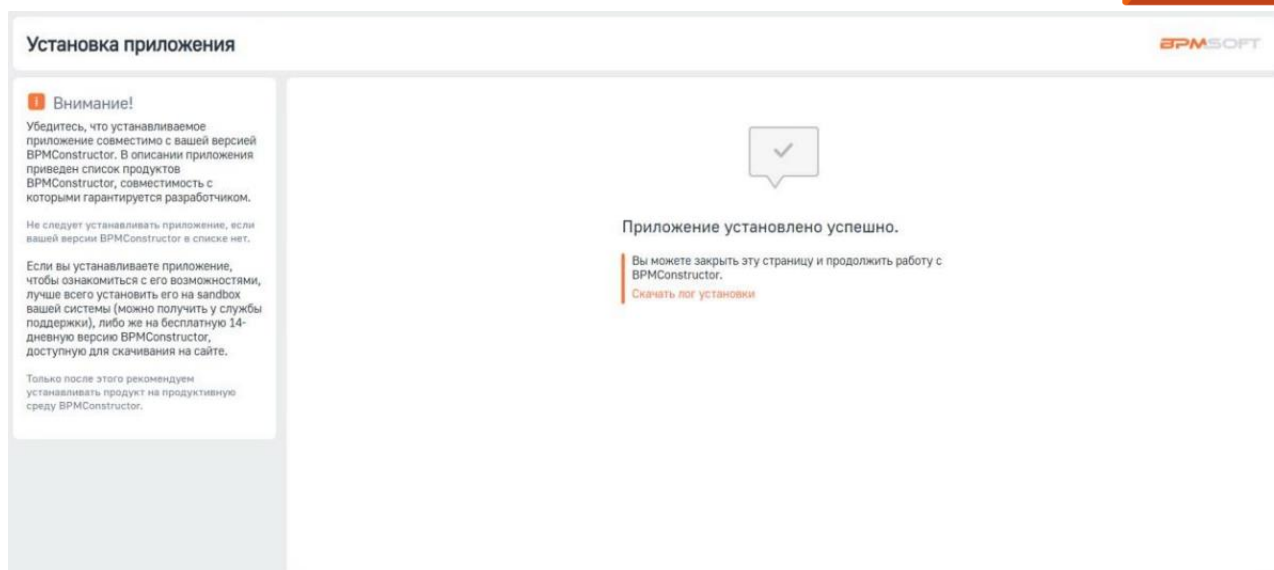 Установка приложения
BPMSOFT
Внимание!
Убедитесь, что устанавливаемое
приложение совместимо с вашей версией
BPMConstructor. В описании приложения
приведен список продуктов
BPMConstructor, совместимость с
которыми гарантируется разработчиком.
Не следует устанавливать приложение, если
вашей версии BPMConstructor в списке нет.
Если вы устанавливаете приложение,
чтобы ознакомиться с его возможностями,
лучше всего установить его на sandbox
вашей системы (можно получить у службы
поддержки), либо же на бесплатную 14-
дневную версию BPMConstructor,
доступную для скачивания на сайте.
Только после этого рекомендуем
устанавливать продукт на продуктивную
среду BPMConstructor.
Приложение установлено успешно.
Вы можете закрыть эту страницу и продолжить работу с
BPMConstructor.
Скачать лог установки